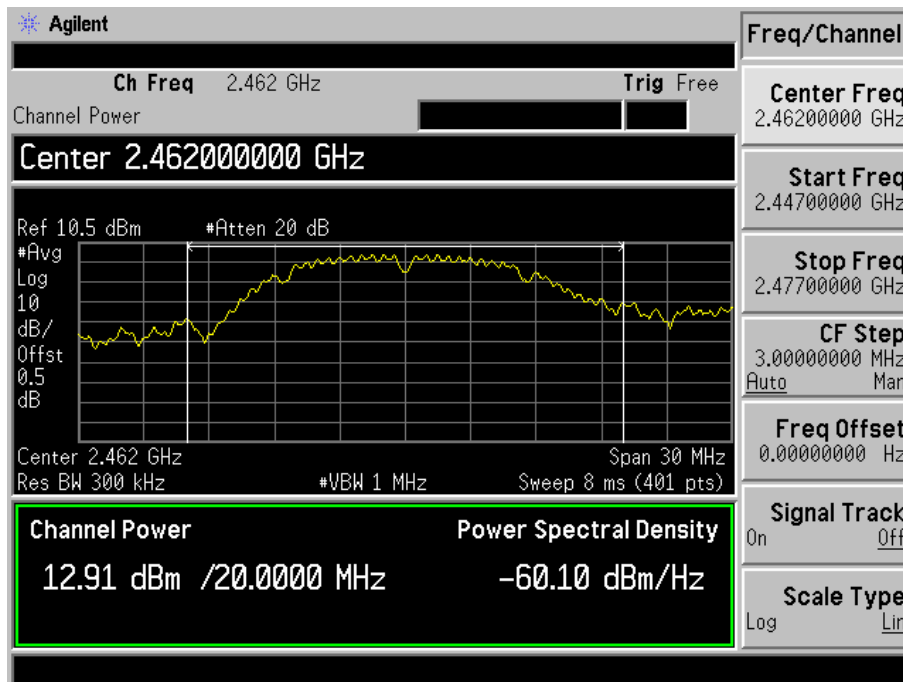 Agilent
Freq/Channel
Ch Freq 2.462 GHz Trig Free
Channel Power
Center 2.462000000 GHz
Ref 10.5 dBm #Atten 20 dB
#Avg
Log
10
dB/
Offst
0.5
dB
Center 2.462 GHz Span 30 MHz
Res BW 300 kHz #VBW 1 MHz Sweep 8 ms (401 pts)
Channel Power Power Spectral Density
12.91 dBm /20.0000 MHz -60.10 dBm/Hz
Center Freq
2.46200000 GHz
Start Freq
2.44700000 GHz
Stop Freq
2.47700000 GHz
CF Step
3.00000000 MHz
Auto Man
Freq Offset
0.00000000 Hz
Signal Track
On Off
Scale Type
Log Lin